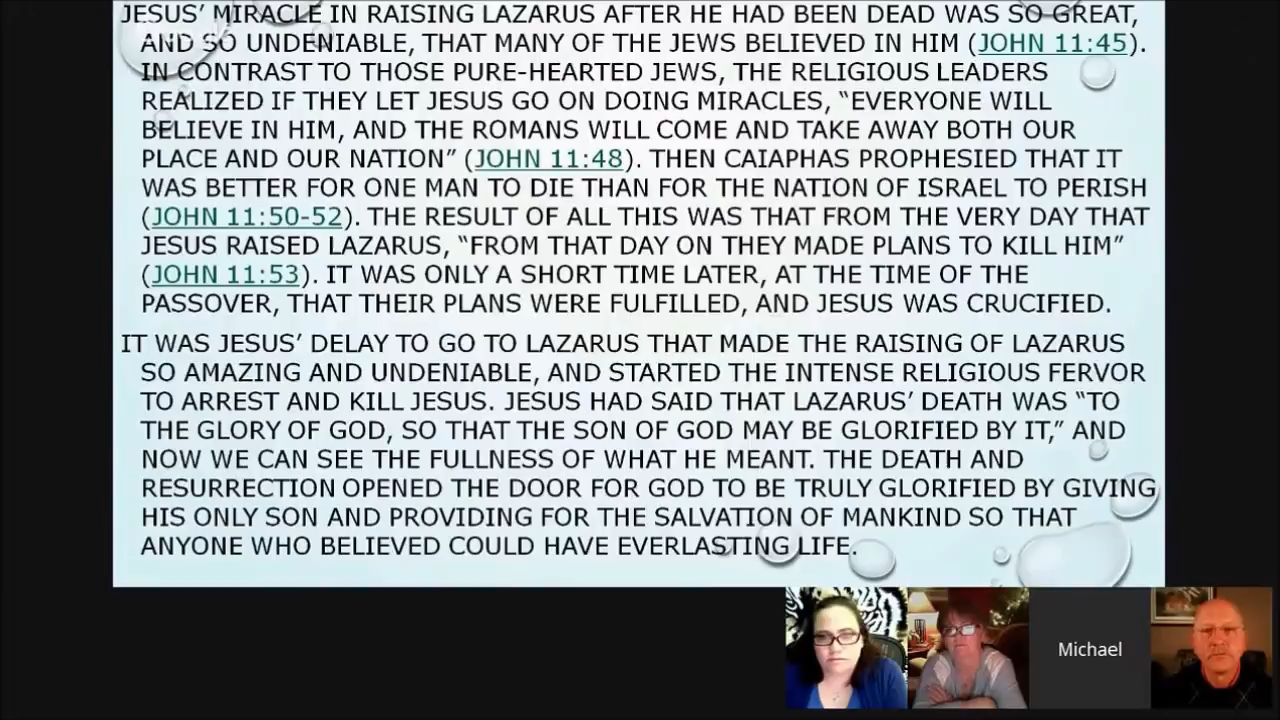 JESUS’ MIRACLE IN RAISING LAZARUS AFTER HE HAD BEEN DEAD WAS SO GREAT,
AND SO UNDENIABLE, THAT MANY OF THE JEWS BELIEVED IN HIM (JOHN 11:45).
IN CONTRAST TO THOSE PURE-HEARTED JEWS, THE RELIGIOUS LEADERS
REALIZED IF THEY LET JESUS GO ON DOING MIRACLES, “EVERYONE WILL
BELIEVE IN HIM, AND THE ROMANS WILL COME AND TAKE AWAY BOTH OUR
PLACE AND OUR NATION” (JOHN 11:48). THEN CAIAPHAS PROPHESIED THAT IT
WAS BETTER FOR ONE MAN TO DIE THAN FOR THE NATION OF ISRAEL TO PERISH
(JOHN 11:50-52). THE RESULT OF ALL THIS WAS THAT FROM THE VERY DAY THAT
JESUS RAISED LAZARUS, “FROM THAT DAY ON THEY MADE PLANS TO KILL HIM”
(JOHN 11:53). IT WAS ONLY A SHORT TIME LATER, AT THE TIME OF THE
PASSOVER, THAT THEIR PLANS WERE FULFILLED, AND JESUS WAS CRUCIFIED.
IT WAS JESUS’ DELAY TO GO TO LAZARUS THAT MADE THE RAISING OF LAZARUS
SO AMAZING AND UNDENIABLE, AND STARTED THE INTENSE RELIGIOUS FERVOR
TO ARREST AND KILL JESUS. JESUS HAD SAID THAT LAZARUS’ DEATH WAS “TO
THE GLORY OF GOD, SO THAT THE SON OF GOD MAY BE GLORIFIED BY IT,” AND
NOW WE CAN SEE THE FULLNESS OF WHAT HE MEANT. THE DEATH AND
RESURRECTION OPENED THE DOOR FOR GOD TO BE TRULY GLORIFIED BY GIVING
HIS ONLY SON AND PROVIDING FOR THE SALVATION OF MANKIND SO THAT
ANYONE WHO BELIEVED COULD HAVE EVERLASTING LIFE.
Michael